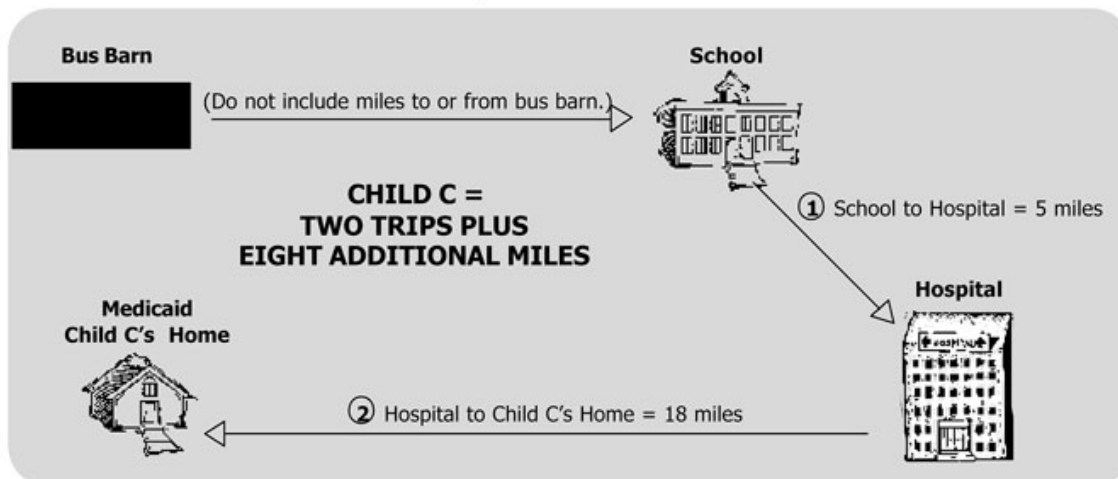 Bus Barn
School
(Do not include miles to or from bus barn.)
CHILD C =
TWO TRIPS PLUS
EIGHT ADDITIONAL MILES
1 School to Hospital = 5 miles
Hospital
Medicaid
Child C's Home
2 Hospital to Child C's Home = 18 miles